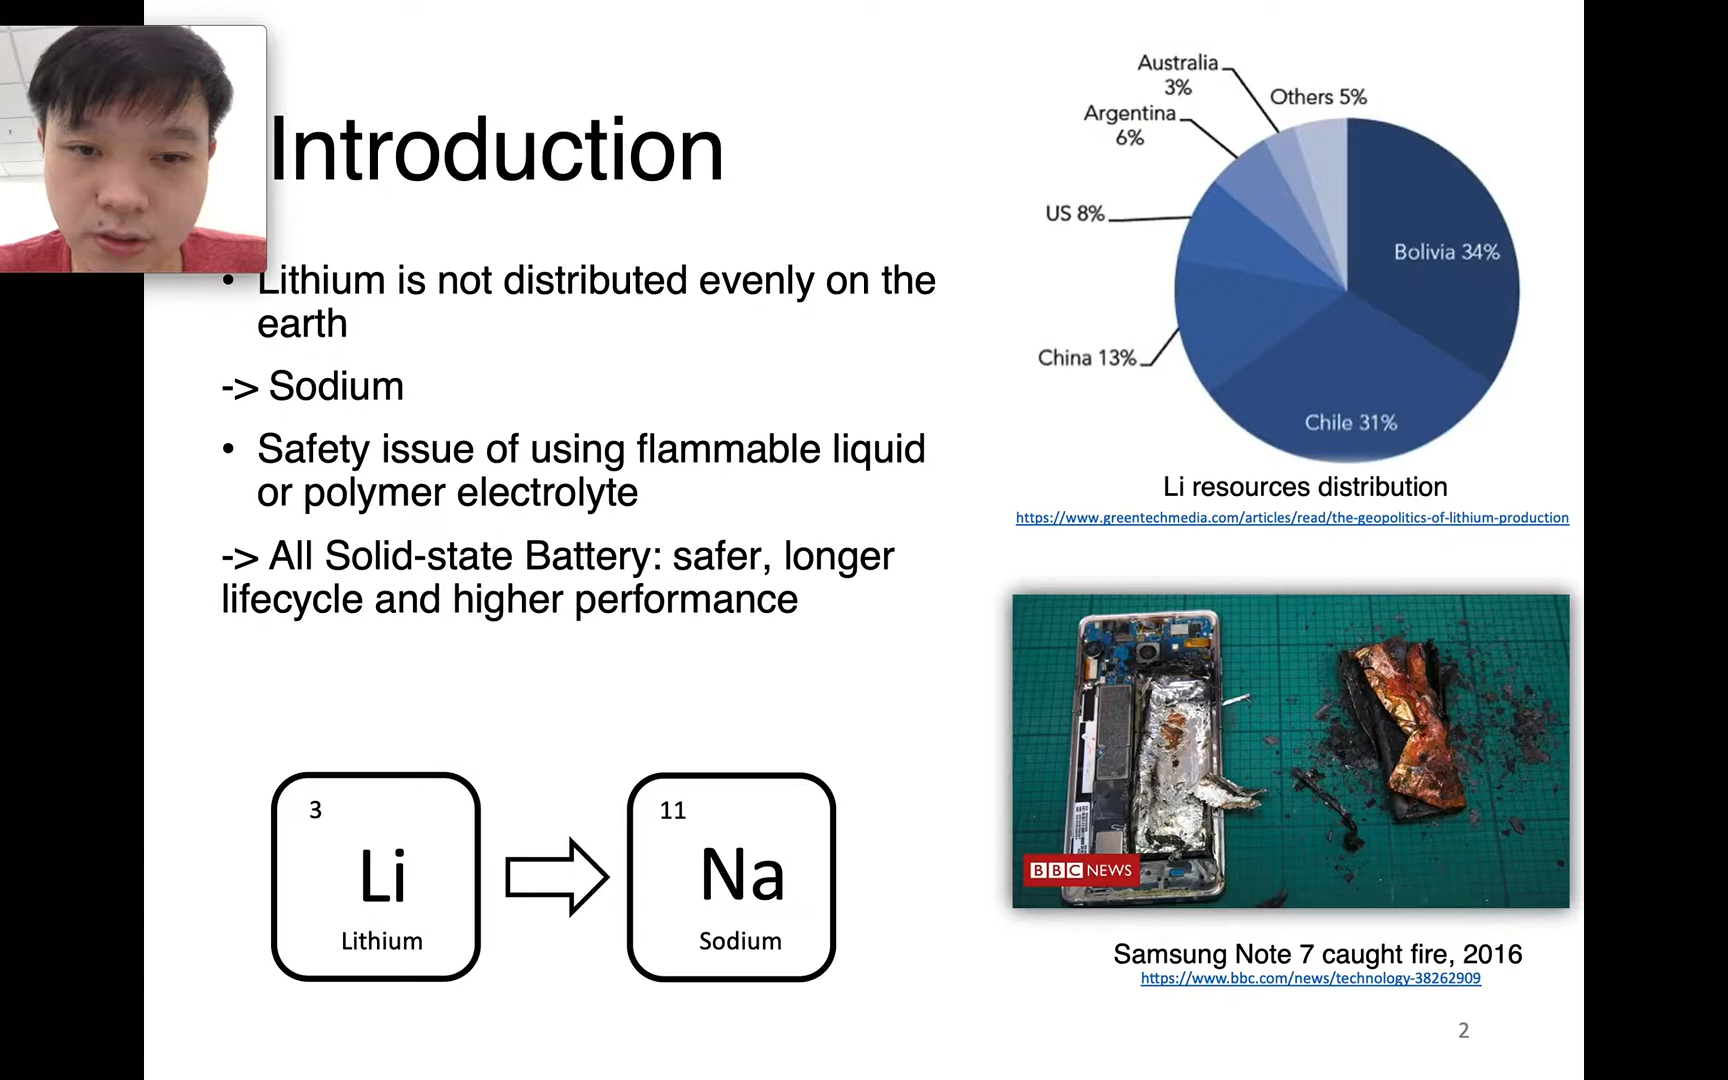 Introduction
• Lithium is not distributed evenly on the
earth
-> Sodium
• Safety issue of using flammable liquid
or polymer electrolyte
-> All Solid-state Battery: safer, longer
lifecycle and higher performance
3
Li
Lithium
11
Na
Sodium
Australia
3%
Others 5%
Argentina
6%
US 8%
Bolivia 34%
China 13%
Chile 31%
Li resources distribution
https://www.greentechmedia.com/articles/read/the-geopolitics-of-lithium-production
BBC NEWS
Samsung Note 7 caught fire, 2016
https://www.bbc.com/news/technology-38262909
2